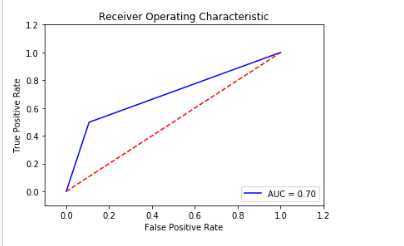 Receiver Operating Characteristic
1.2
1.0
0.8
0.6
0.4
0.2
0.0
True Positive Rate
0.0 0.2 0.4 0.6 0.8 1.0 1.2
False Positive Rate
AUC = 0.70